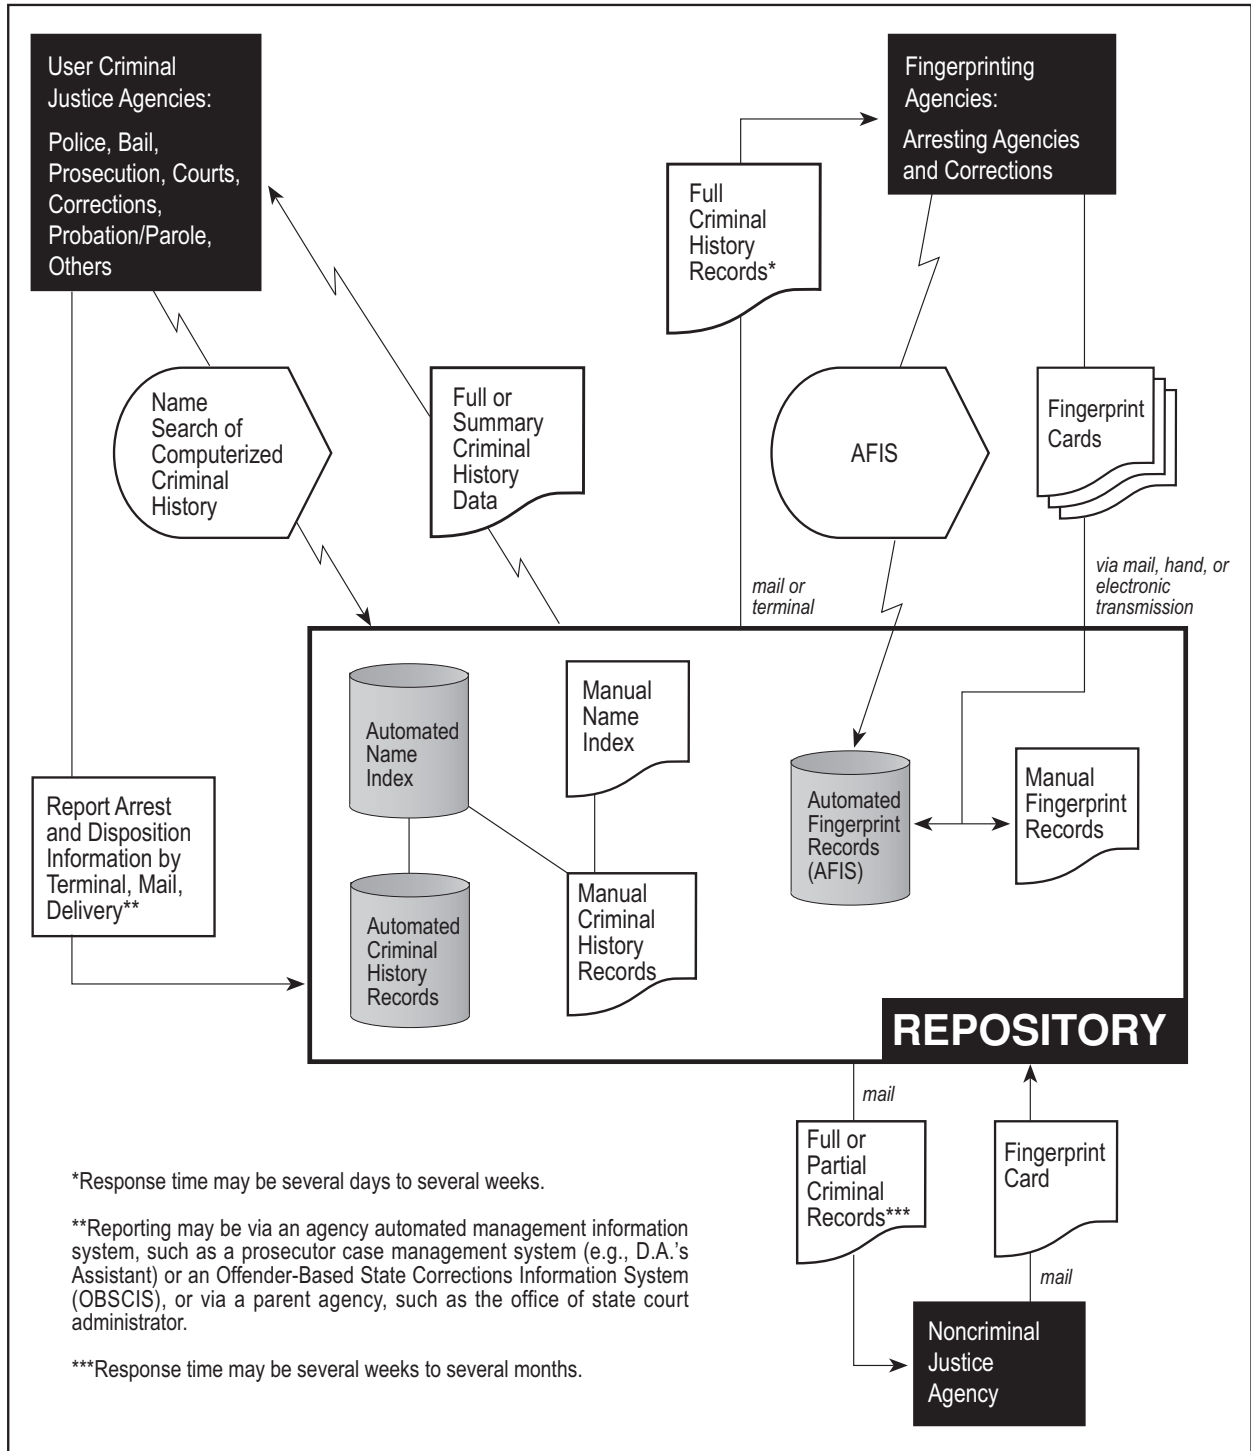 User Criminal
Justice Agencies:
Police, Bail,
Prosecution, Courts,
Corrections,
Probation/Parole,
Others
Fingerprinting
Agencies:
Arresting Agencies
and Corrections
Full
Criminal
History
Records*
Name
Search of
Computerized
Criminal
History
Full or
Summary
Criminal
History
Data
AFIS
Fingerprint
Cards
mail or
terminal
via mail, hand, or
electronic
transmission
Automated
Name
Index
Manual
Name
Index
Automated
Fingerprint
Records
(AFIS)
Manual
Fingerprint
Records
Report Arrest
and Disposition
Information by
Terminal, Mail,
Delivery**
Automated
Criminal
History
Records
Manual
Criminal
History
Records
REPOSITORY
mail
Full or
Partial
Criminal
Records***
Fingerprint
Card
mail
Noncriminal
Justice
Agency
*Response time may be several days to several weeks.
**Reporting may be via an agency automated management information
system, such as a prosecutor case management system (e.g., D.A.'s
Assistant) or an Offender-Based State Corrections Information System
(OBSCIS), or via a parent agency, such as the office of state court
administrator.
***Response time may be several weeks to several months.